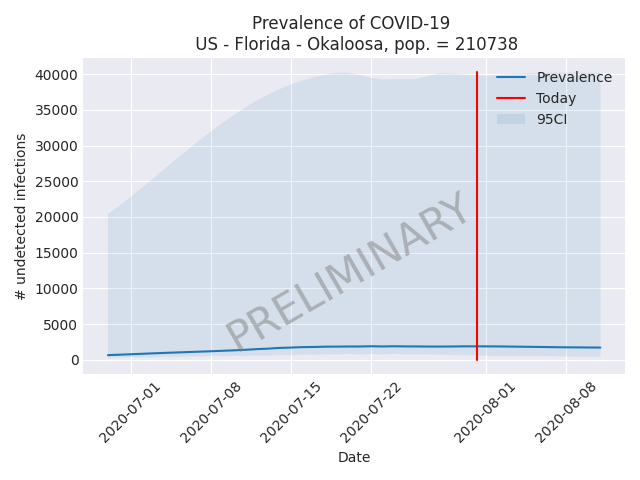 Prevalence of COVID-19
US - Florida - Okaloosa, pop. = 210738
40000
35000
30000
25000
20000
15000
10000
5000
0
# undetected infections
Prevalence
Today
95CI
PRELIMINARY
2020-07-01
2020-07-08
2020-07-15
2020-07-22
2020-08-01
2020-08-08
Date